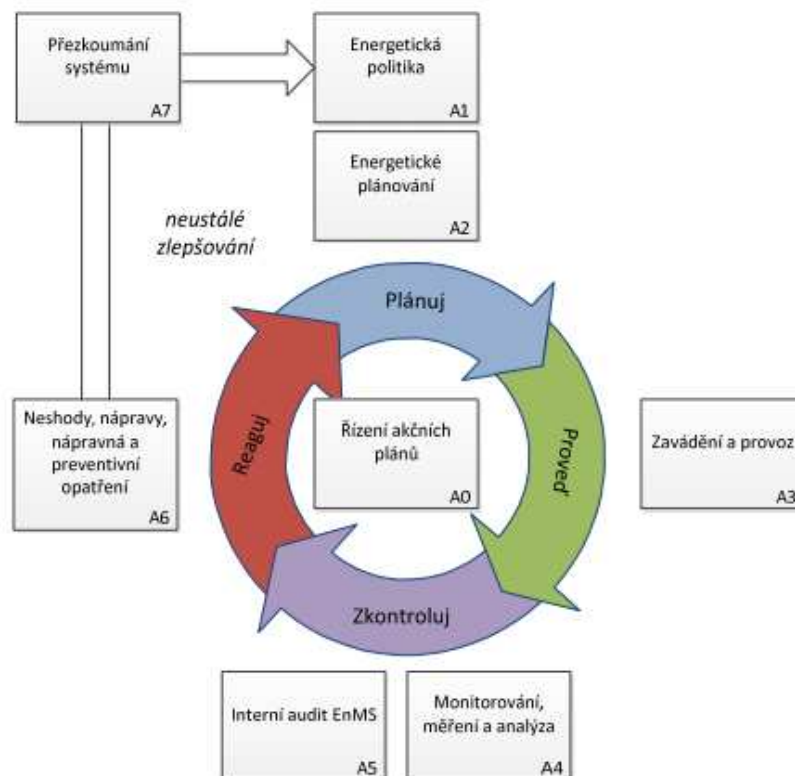 Přezkoumání
systému
A7
Energetická
politika
A1
Energetické
plánování
A2
neustálé
zlepšování
Plánuj
Neshody, nápravy,
nápravná a
preventivní
opatření
A6
Reaguj
Řízení akčních
plánů
A0
Proveď
Zavádění a provoz
A3
Zkontroluj
Interní audit EnMS
A5
Monitorování,
měření a analýza
A4